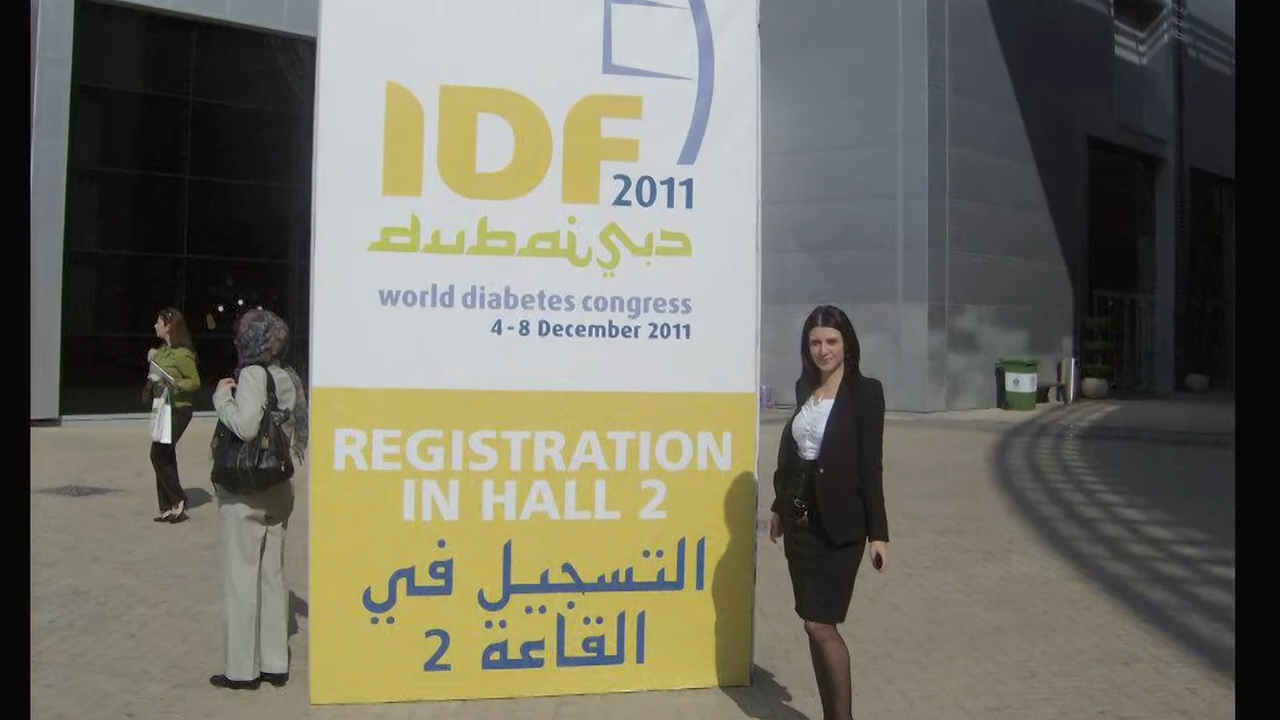 IDF
2011
dubai دبي
world diabetes congress
4-8 December 2011
REGISTRATION
IN HALL 2
التسجيل في
القاعة 2